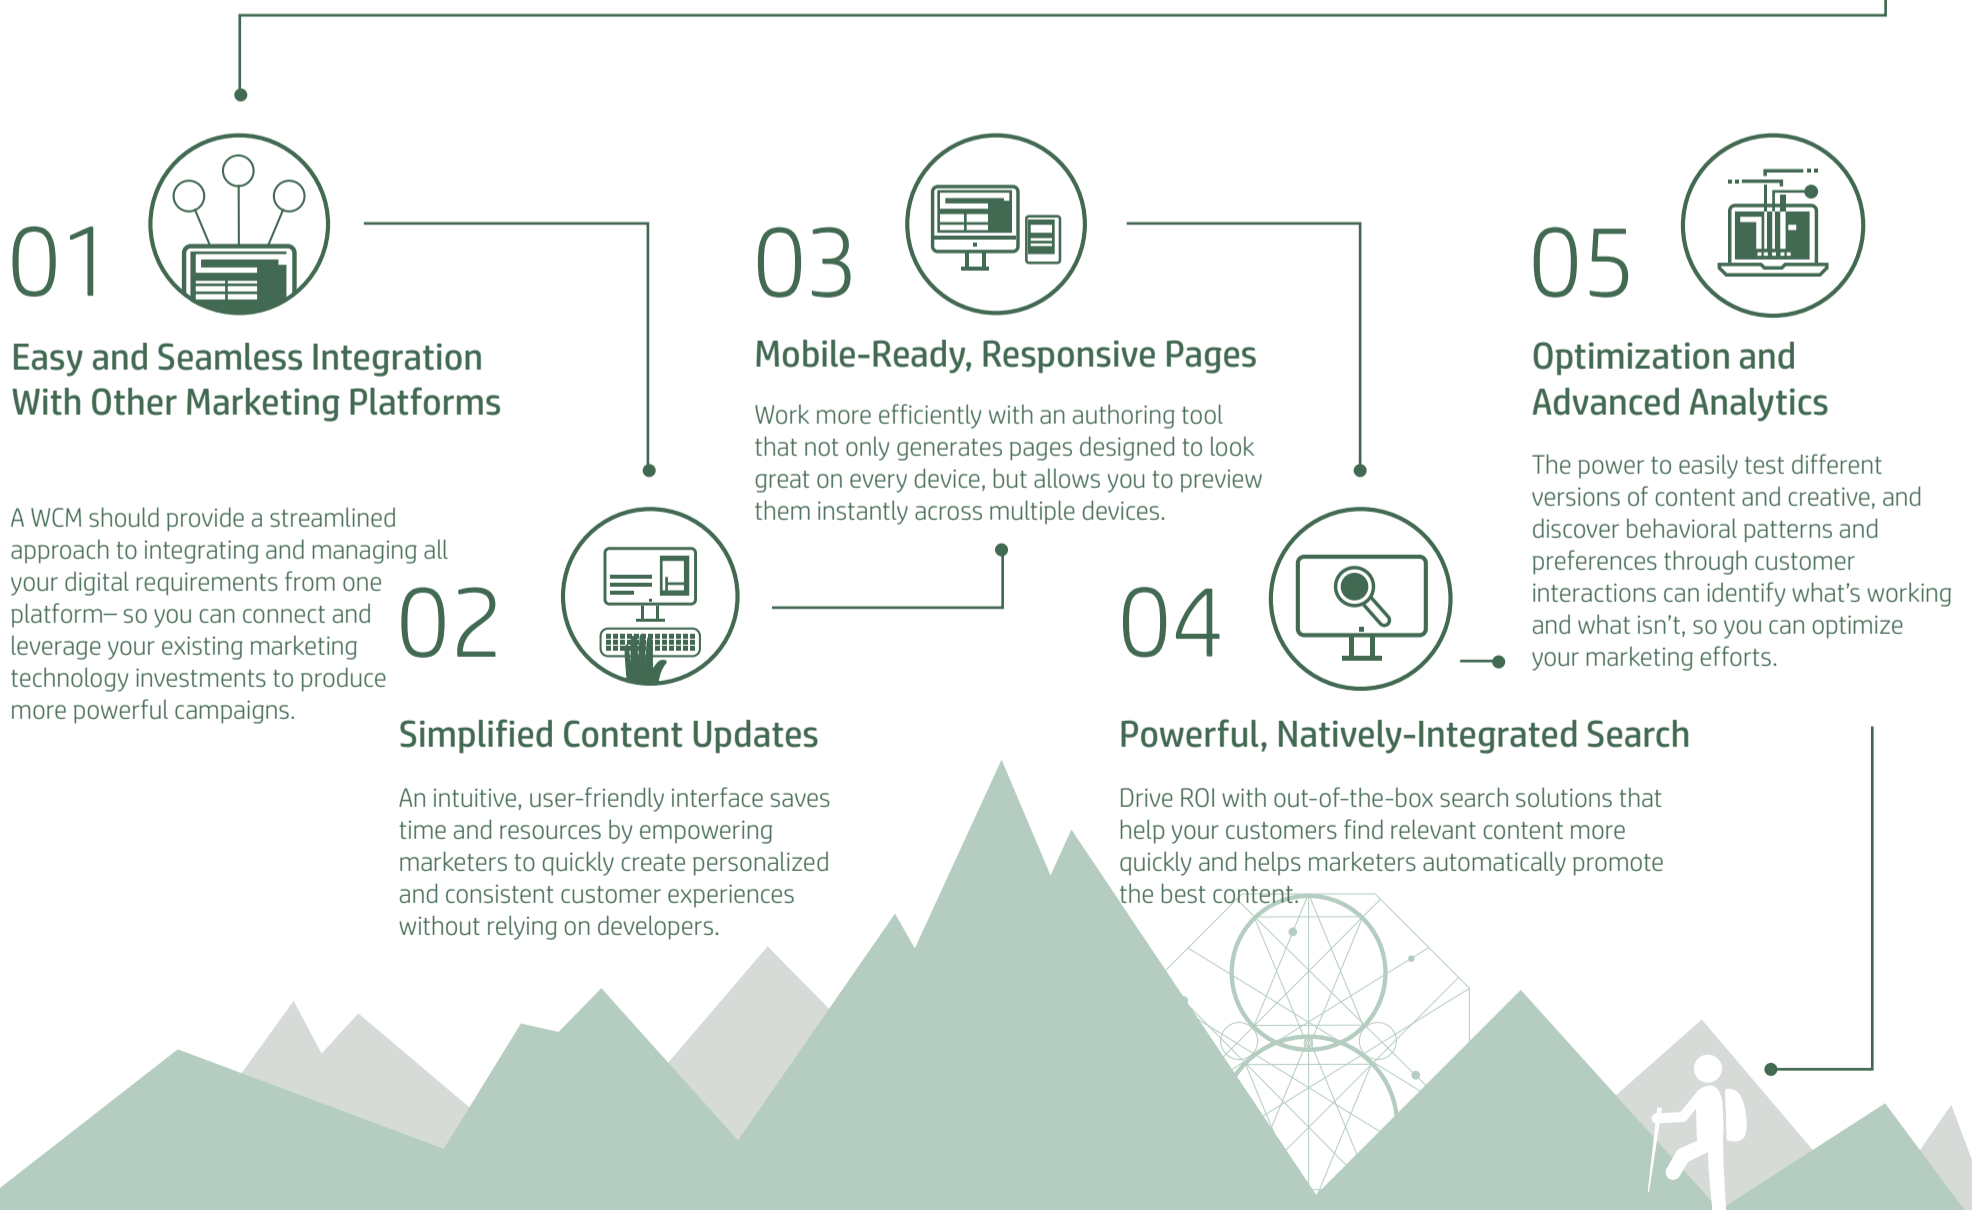 01
Easy and Seamless Integration
With Other Marketing Platforms
A WCM should provide a streamlined
approach to integrating and managing all
your digital requirements from one
platform– so you can connect and
leverage your existing marketing
technology investments to produce
more powerful campaigns.
02
Simplified Content Updates
An intuitive, user-friendly interface saves
time and resources by empowering
marketers to quickly create personalized
and consistent customer experiences
without relying on developers.
03
Mobile-Ready, Responsive Pages
Work more efficiently with an authoring tool
that not only generates pages designed to look
great on every device, but allows you to preview
them instantly across multiple devices.
04
Powerful, Natively-Integrated Search
Drive ROI with out-of-the-box search solutions that
help your customers find relevant content more
quickly and helps marketers automatically promote
the best content.
05
Optimization and
Advanced Analytics
The power to easily test different
versions of content and creative, and
discover behavioral patterns and
preferences through customer
interactions can identify what's working
and what isn't, so you can optimize
your marketing efforts.